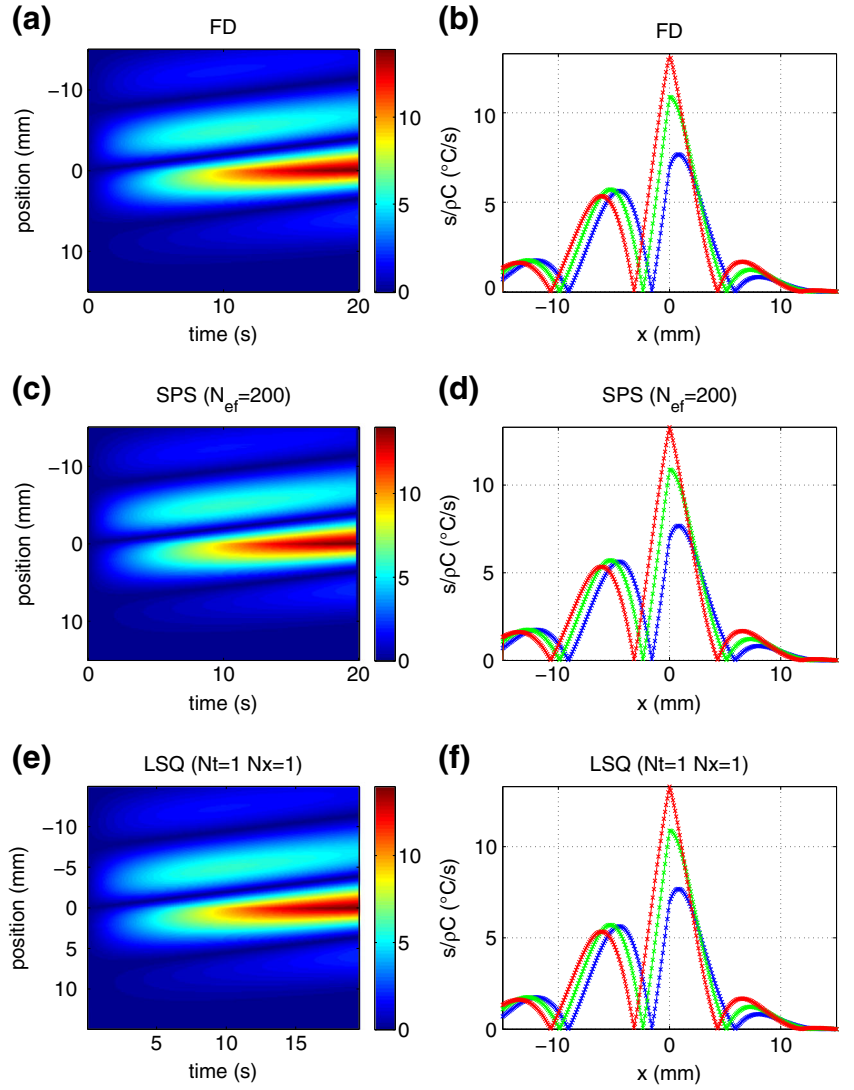 (a)
FD
position (mm)
−10
0
10
0
10
20
time (s)
10
5
0
(b)
FD
s/ρC (°C/s)
10
5
0
−10
0
10
x (mm)
(c)
SPS (N_ef=200)
position (mm)
−10
0
10
0
10
20
time (s)
10
5
0
(d)
SPS (N_ef=200)
s/ρC (°C/s)
10
5
0
−10
0
10
x (mm)
(e)
LSQ (Nt=1 Nx=1)
position (mm)
−10
−5
0
5
10
5
10
15
time (s)
10
5
0
(f)
LSQ (Nt=1 Nx=1)
s/ρC (°C/s)
10
5
0
−10
0
10
x (mm)